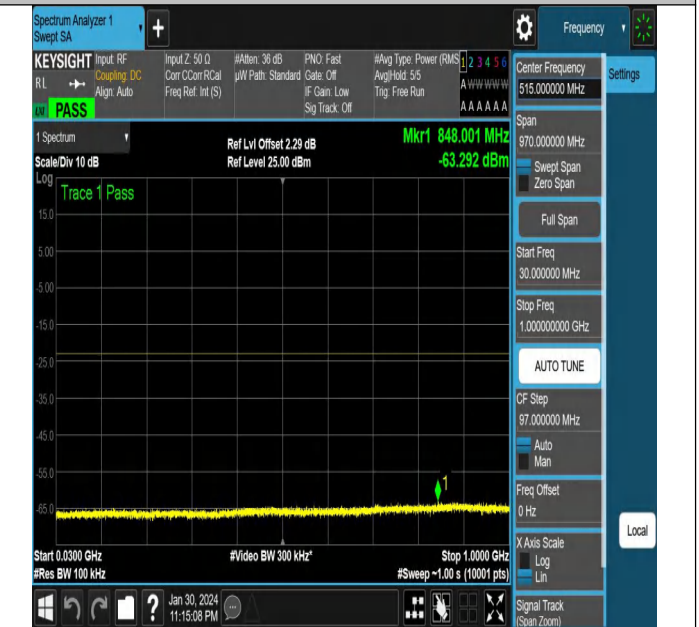 Spectrum Analyzer 1
Swept SA
+
Frequency
KEYSIGHT
Input: RF
Coupling: DC
Align: Auto
Input Z: 50 Ω
Corr CCorr RCal
Freq Ref: Int (S)
#Atten: 36 dB
µW Path: Standard
PNO: Fast
Gate: Off
IF Gain: Low
Sig Track: Off
#Avg Type: Power (RMS
Avg|Hold: 5/5
Trig: Free Run
1 2 3 4 5 6
A W W W W W
A A A A A A
RL
LXI
PASS
1 Spectrum
Scale/Div 10 dB
Ref Lvl Offset 2.29 dB
Ref Level 25.00 dBm
Mkr1 848.001 MHz
-63.292 dBm
Log
Trace 1 Pass
15.0
5.00
-5.00
-15.0
-25.0
-35.0
-45.0
-55.0
-65.0
1
Start 0.0300 GHz
#Res BW 100 kHz
#Video BW 300 kHz*
Stop 1.0000 GHz
#Sweep ~1.00 s (10001 pts)
?
Jan 30, 2024
11:15:08 PM
Center Frequency
515.000000 MHz
Settings
Span
970.000000 MHz
Swept Span
Zero Span
Full Span
Start Freq
30.000000 MHz
Stop Freq
1.000000000 GHz
AUTO TUNE
CF Step
97.000000 MHz
Auto
Man
Freq Offset
0 Hz
Local
X Axis Scale
Log
Lin
Signal Track
(Span Zoom)